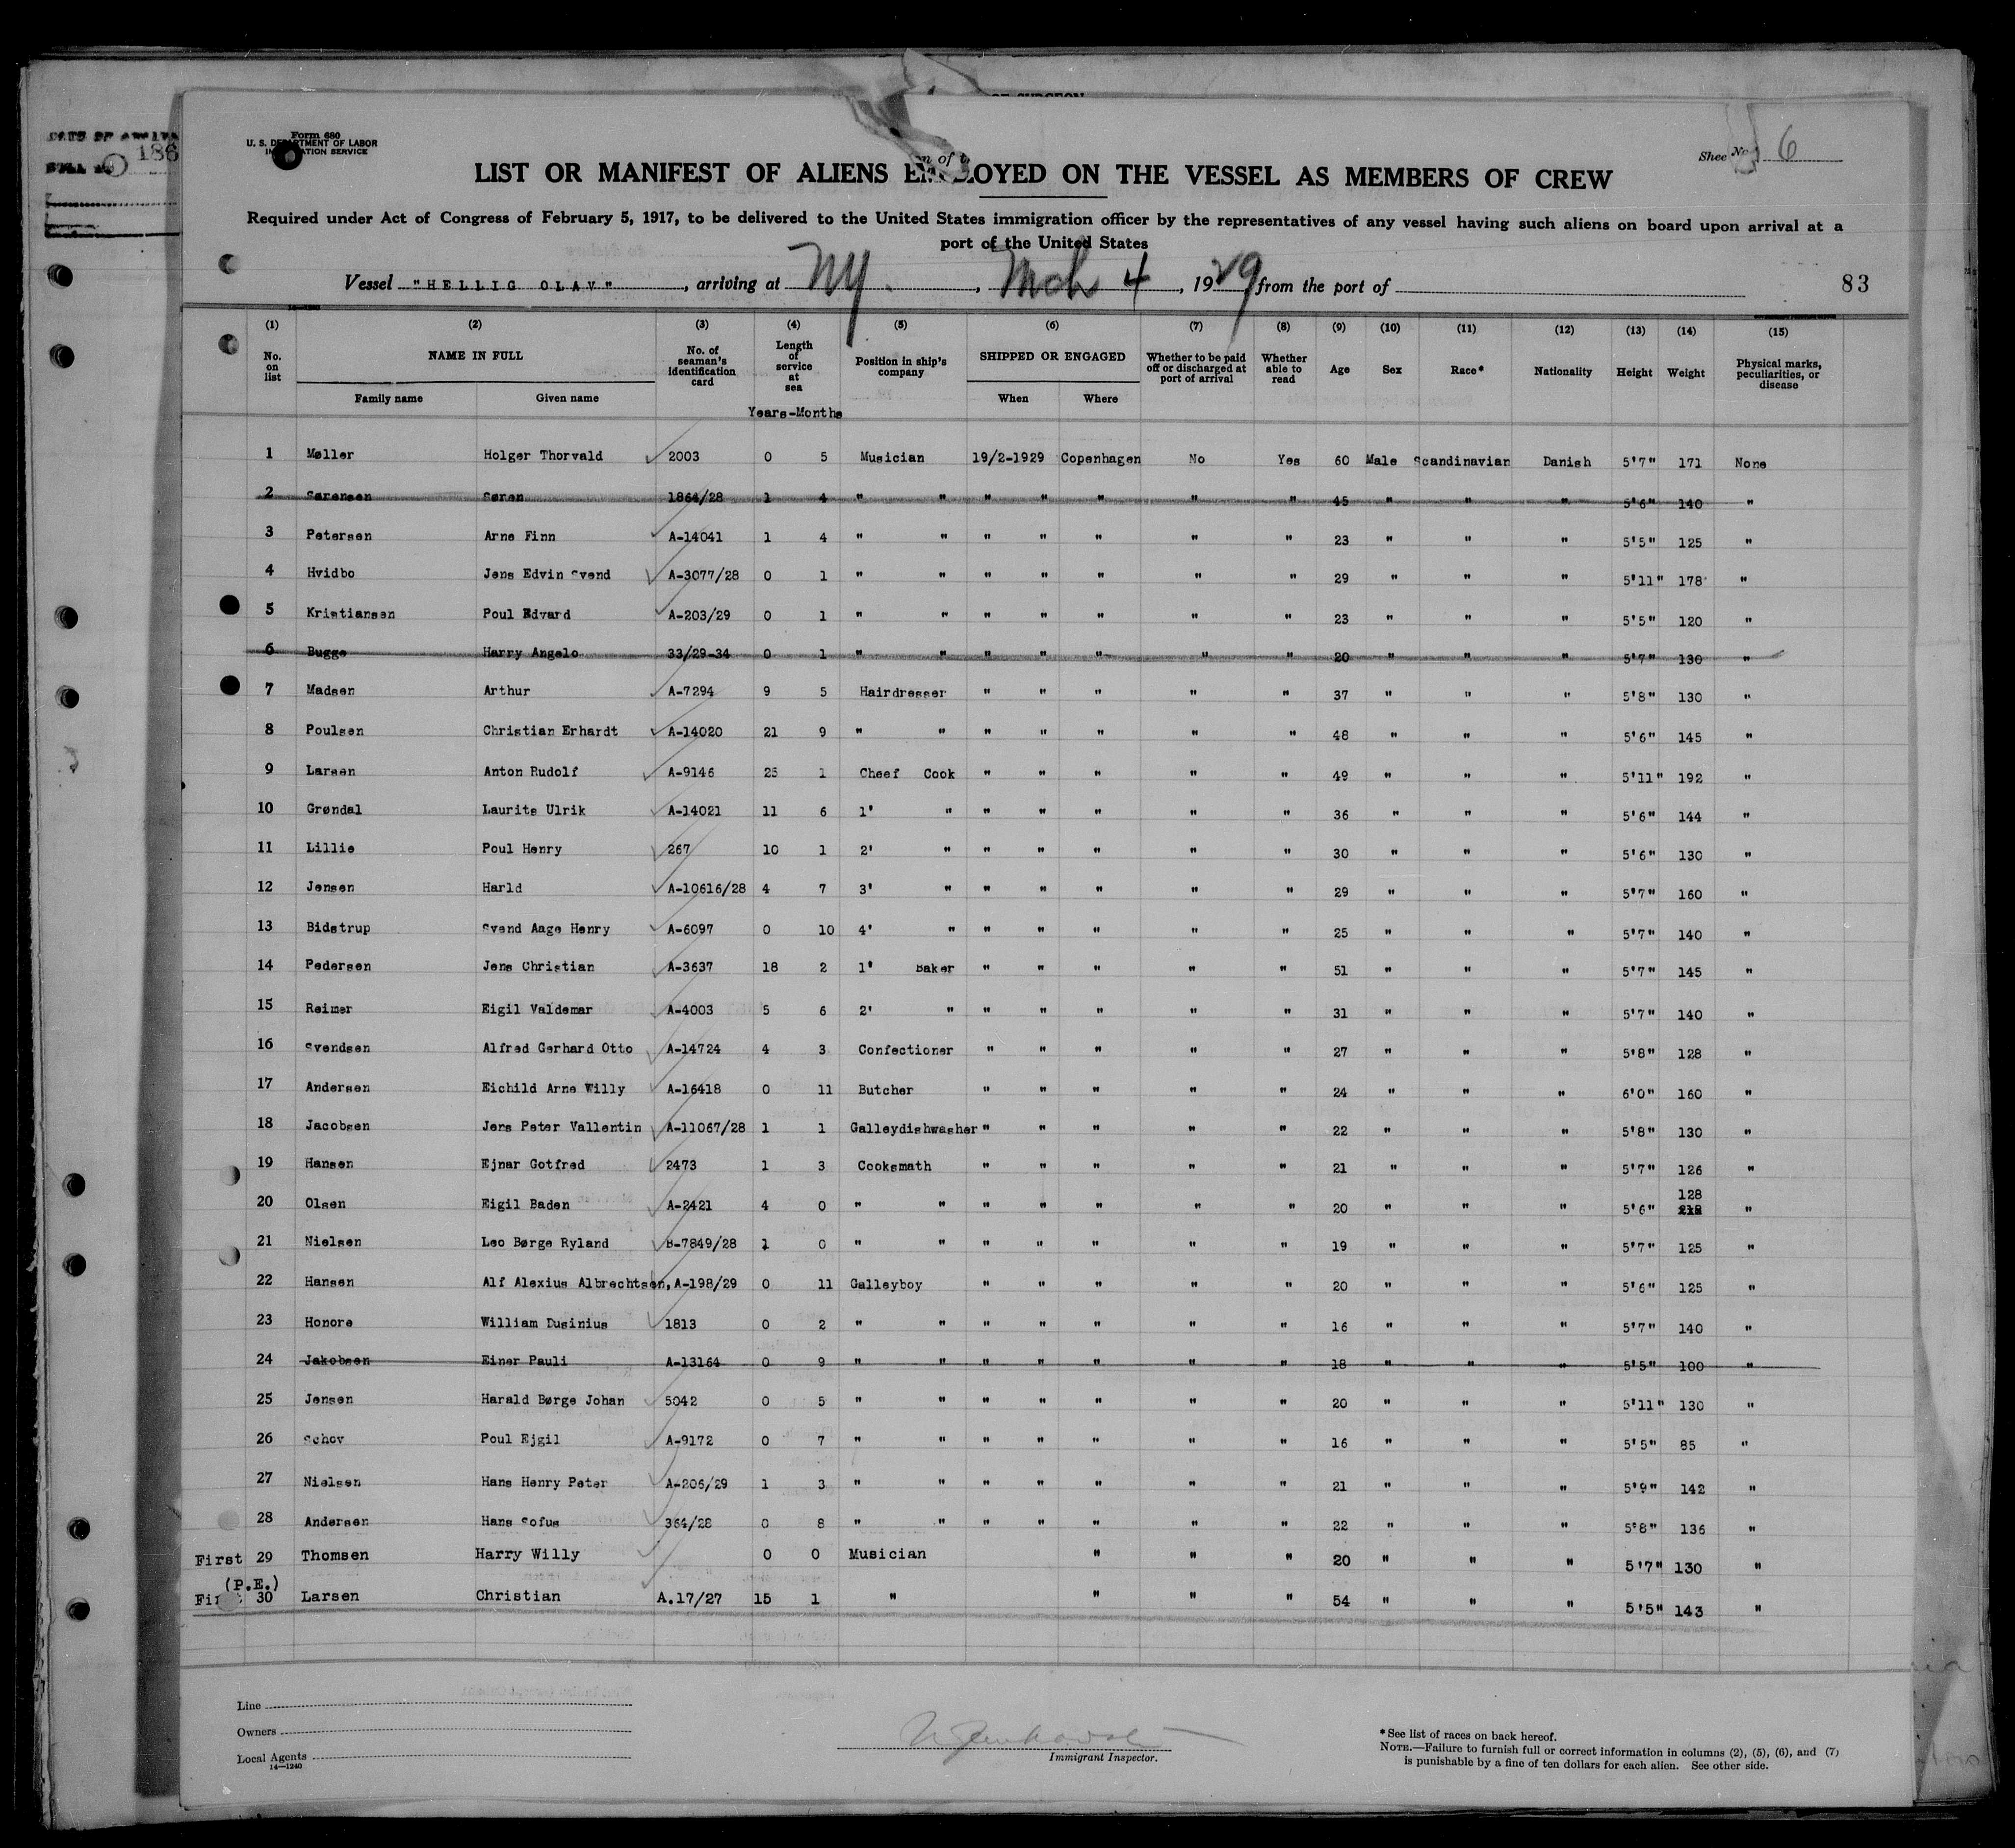 186
Form 680
U. S. DEPARTMENT OF LABOR
IMMIGRATION SERVICE
Sheet No. 6
LIST OR MANIFEST OF ALIENS EMPLOYED ON THE VESSEL AS MEMBERS OF CREW
Required under Act of Congress of February 5, 1917, to be delivered to the United States immigration officer by the representatives of any vessel having such aliens on board upon arrival at a
port of the United States
Vessel "HELLIG OLAV", arriving at NY., Mch 4, 1929 from the port of 83
(1) (2) (3) (4) (5) (6) (7) (8) (9) (10) (11) (12) (13) (14) (15)
No. on list NAME IN FULL Family name Given name No. of seaman's identification card Length of service at sea Position in ship's company SHIPPED OR ENGAGED When Where Whether to be paid off or discharged at port of arrival Whether able to read Age Sex Race* Nationality Height Weight Physical marks, peculiarities, or disease
Years-Months
1 Møller Holger Thorvald 2003 0 5 Musician 19/2-1929 Copenhagen No Yes 60 Male Scandinavian Danish 5'7" 171 None
2 Sørensen Søren 1864/28 1 4 " " " " " " " 45 " " " 5'6" 140 "
3 Petersen Arne Finn A-14041 1 4 " " " " " " " 23 " " " 5'5" 125 "
4 Hvidbo Jens Edvin Svend A-3077/28 0 1 " " " " " " " 29 " " " 5'11" 178 "
5 Kristiansen Poul Edvard A-203/29 0 1 " " " " " " " 23 " " " 5'5" 120 "
6 Bugge Harry Angelo 33/29-34 0 1 " " " " " " " 20 " " " 5'7" 130 "
7 Madsen Arthur A-7294 9 5 Hairdresser " " " " " 37 " " " 5'8" 130 "
8 Poulsen Christian Erhardt A-14020 21 9 " " " " " " " 48 " " " 5'6" 145 "
9 Larsen Anton Rudolf A-9146 25 1 Cheef Cook " " " " " 49 " " " 5'11" 192 "
10 Grøndal Laurits Ulrik A-14021 11 6 1' " " " " " " 36 " " " 5'6" 144 "
11 Lillie Poul Henry 267 10 1 2' " " " " " " 30 " " " 5'6" 130 "
12 Jensen Harld A-10616/28 4 7 3' " " " " " " 29 " " " 5'7" 160 "
13 Bidstrup Svend Aage Henry A-6097 0 10 4' " " " " " " 25 " " " 5'7" 140 "
14 Pedersen Jens Christian A-3637 18 2 1' Baker " " " " " 51 " " " 5'7" 145 "
15 Reimer Eigil Valdemar A-4003 5 6 2' " " " " " " 31 " " " 5'7" 140 "
16 Svendsen Alfred Gerhard Otto A-14724 4 3 Confectioner " " " " " 27 " " " 5'8" 128 "
17 Andersen Eichild Arne Willy A-16418 0 11 Butcher " " " " " 24 " " " 6'0" 160 "
18 Jacobsen Jens Peter Vallentin A-11067/28 1 1 Galleydishwasher " " " " " 22 " " " 5'8" 130 "
19 Hansen Ejnar Gotfred 2473 1 3 Cooksmath " " " " " 21 " " " 5'7" 126 "
20 Olsen Eigil Baden A-2421 4 0 " " " " " " " 20 " " " 5'6" 128 218 "
21 Nielsen Leo Børge Ryland B-7849/28 1 0 " " " " " " " 19 " " " 5'7" 125 "
22 Hansen Alf Alexius Albrechtsen, A-198/29 0 11 Galleyboy " " " " " 20 " " " 5'6" 125 "
23 Honore William Dusinius 1813 0 2 " " " " " " " 16 " " " 5'7" 140 "
24 Jakobsen Einer Pauli A-13164 0 9 " " " " " " " 18 " " " 5'5" 100 "
25 Jensen Harald Børge Johan 5042 0 5 " " " " " " " 20 " " " 5'11" 130 "
26 Schov Poul Ejgil A-9172 0 7 " " " " " " " 16 " " " 5'5" 85 "
27 Nielsen Hans Henry Peter A-206/29 1 3 " " " " " " " 21 " " " 5'9" 142 "
28 Andersen Hans Sofus 364/28 0 8 " " " " " " " 22 " " " 5'8" 136 "
First 29 Thomsen Harry Willy 0 0 Musician " " " 20 " " " 5'7" 130 "
(P.E.)
First 30 Larsen Christian A.17/27 15 1 " " " " 54 " " " 5'5" 143 "
Line
Owners
Local Agents
14—1240
Immigrant Inspector.
*See list of races on back hereof.
NOTE.—Failure to furnish full or correct information in columns (2), (5), (6), and (7)
is punishable by a fine of ten dollars for each alien. See other side.